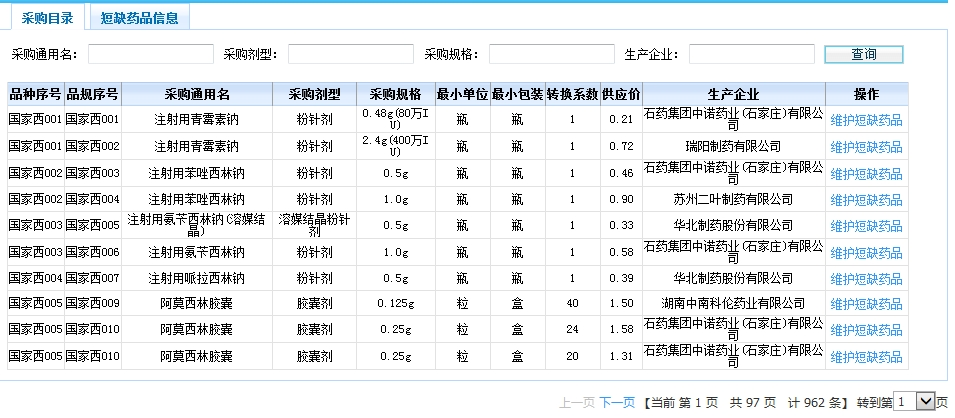 采购目录 短缺药品信息
采购通用名: 采购剂型: 采购规格: 生产企业: 查询
品种序号 品规序号 采购通用名 采购剂型 采购规格 最小单位 最小包装 转换系数 供应价 生产企业 操作
国家西001 国家西001 注射用青霉素钠 粉针剂 0.48g(80万IU) 瓶 瓶 1 0.21 石药集团中诺药业(石家庄)有限公司 维护短缺药品
国家西001 国家西002 注射用青霉素钠 粉针剂 2.4g(400万IU) 瓶 瓶 1 0.72 瑞阳制药有限公司 维护短缺药品
国家西002 国家西003 注射用苯唑西林钠 粉针剂 0.5g 瓶 瓶 1 0.46 石药集团中诺药业(石家庄)有限公司 维护短缺药品
国家西002 国家西004 注射用苯唑西林钠 粉针剂 1.0g 瓶 瓶 1 0.90 苏州二叶制药有限公司 维护短缺药品
国家西003 国家西005 注射用氨苄西林钠(溶媒结晶) 溶媒结晶粉针剂 0.5g 瓶 瓶 1 0.33 华北制药股份有限公司 维护短缺药品
国家西003 国家西006 注射用氨苄西林钠 粉针剂 1.0g 瓶 瓶 1 0.58 石药集团中诺药业(石家庄)有限公司 维护短缺药品
国家西004 国家西007 注射用哌拉西林钠 粉针剂 0.5g 瓶 瓶 1 0.39 华北制药股份有限公司 维护短缺药品
国家西005 国家西009 阿莫西林胶囊 胶囊剂 0.125g 粒 盒 40 1.50 湖南中南科伦药业有限公司 维护短缺药品
国家西005 国家西010 阿莫西林胶囊 胶囊剂 0.25g 粒 盒 24 1.58 石药集团中诺药业(石家庄)有限公司 维护短缺药品
国家西005 国家西010 阿莫西林胶囊 胶囊剂 0.25g 粒 盒 20 1.31 石药集团中诺药业(石家庄)有限公司 维护短缺药品
上一页 下一页 【当前 第 1 页 共 97 页 计 962 条】 转到第 1 页